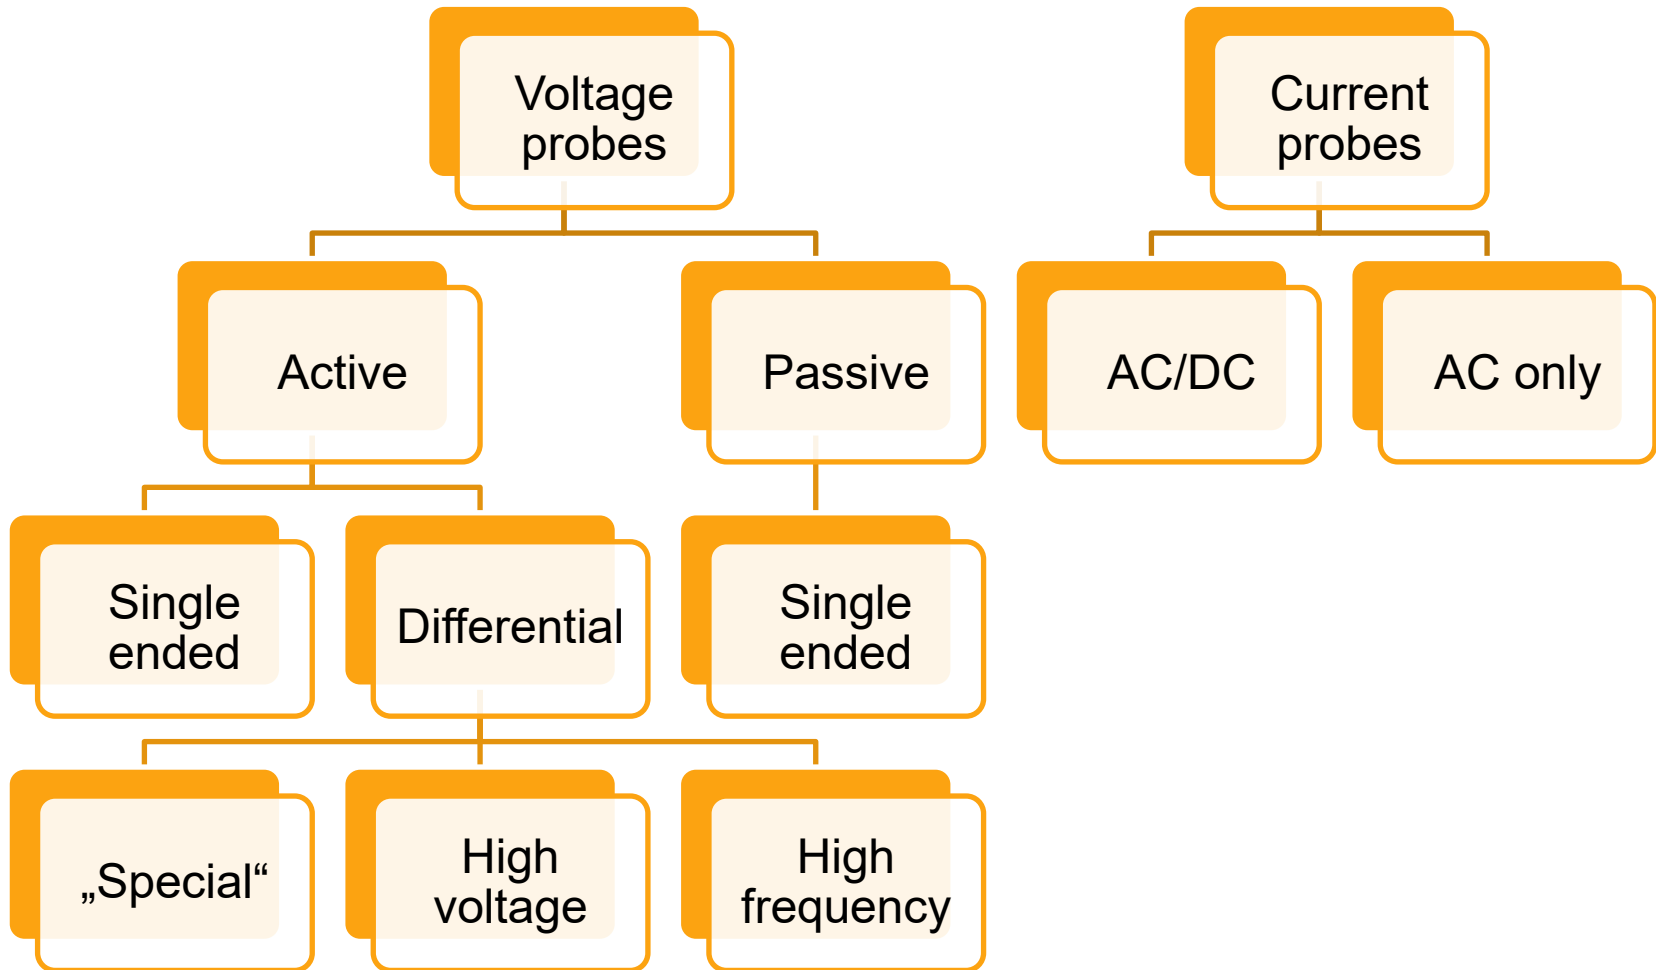 Voltage
probes
Current
probes
Active
Passive
AC/DC
AC only
Single
ended
Differential
Single
ended
„Special“
High
voltage
High
frequency